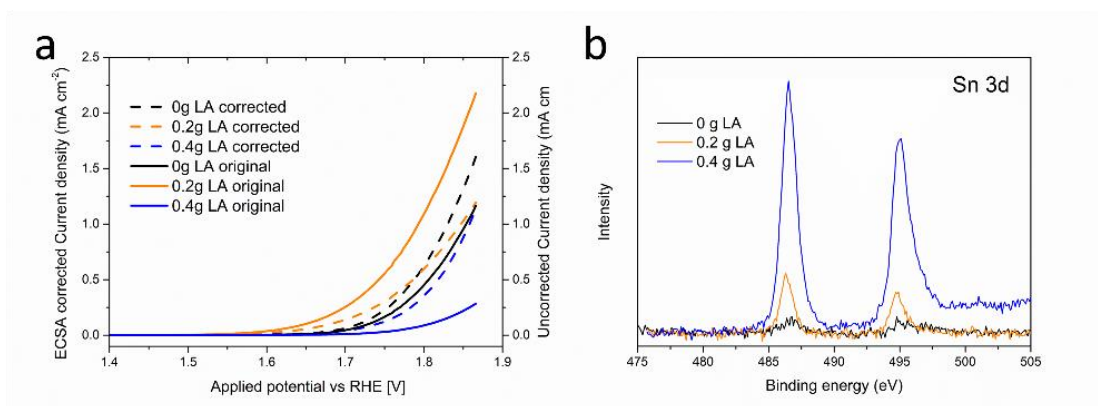 a
ECSA corrected Current density (mA cm⁻²)
2.5
2.0
1.5
1.0
0.5
0.0
0g LA corrected
0.2g LA corrected
0.4g LA corrected
0g LA original
0.2g LA original
0.4g LA original
2.5
2.0
1.5
1.0
0.5
0.0
Uncorrected Current density (mA cm
1.4 1.5 1.6 1.7 1.8 1.9
Applied potential vs RHE [V]
b
Sn 3d
Intensity
0 g LA
0.2 g LA
0.4 g LA
475 480 485 490 495 500 505
Binding energy (eV)